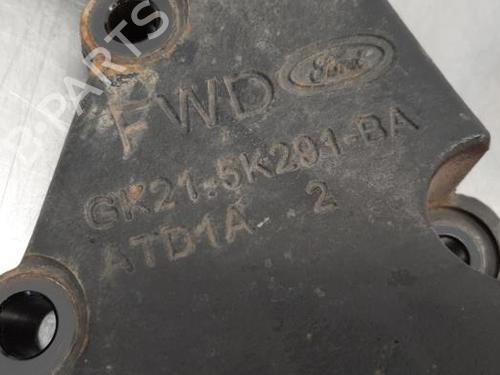 B-PARTS
FWD Ford
GK21-5K291-BA
ATD1A 2